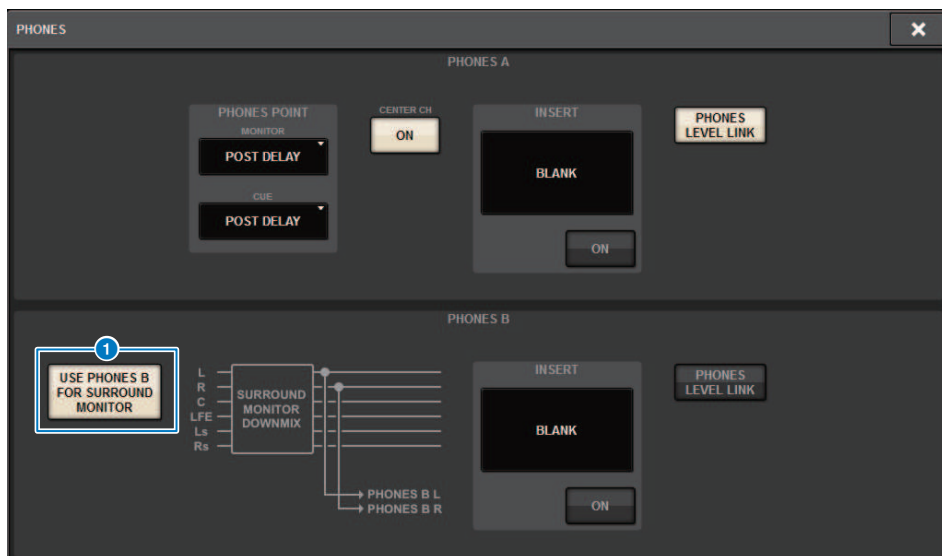 PHONES
PHONES A
PHONES POINT
MONITOR
POST DELAY
CUE
POST DELAY
CENTER CH
ON
INSERT
BLANK
ON
PHONES
LEVEL LINK
PHONES B
1
USE PHONES B
FOR SURROUND
MONITOR
L
R
C
LFE
Ls
Rs
SURROUND
MONITOR
DOWNMIX
PHONES B L
PHONES B R
INSERT
BLANK
ON
PHONES
LEVEL LINK